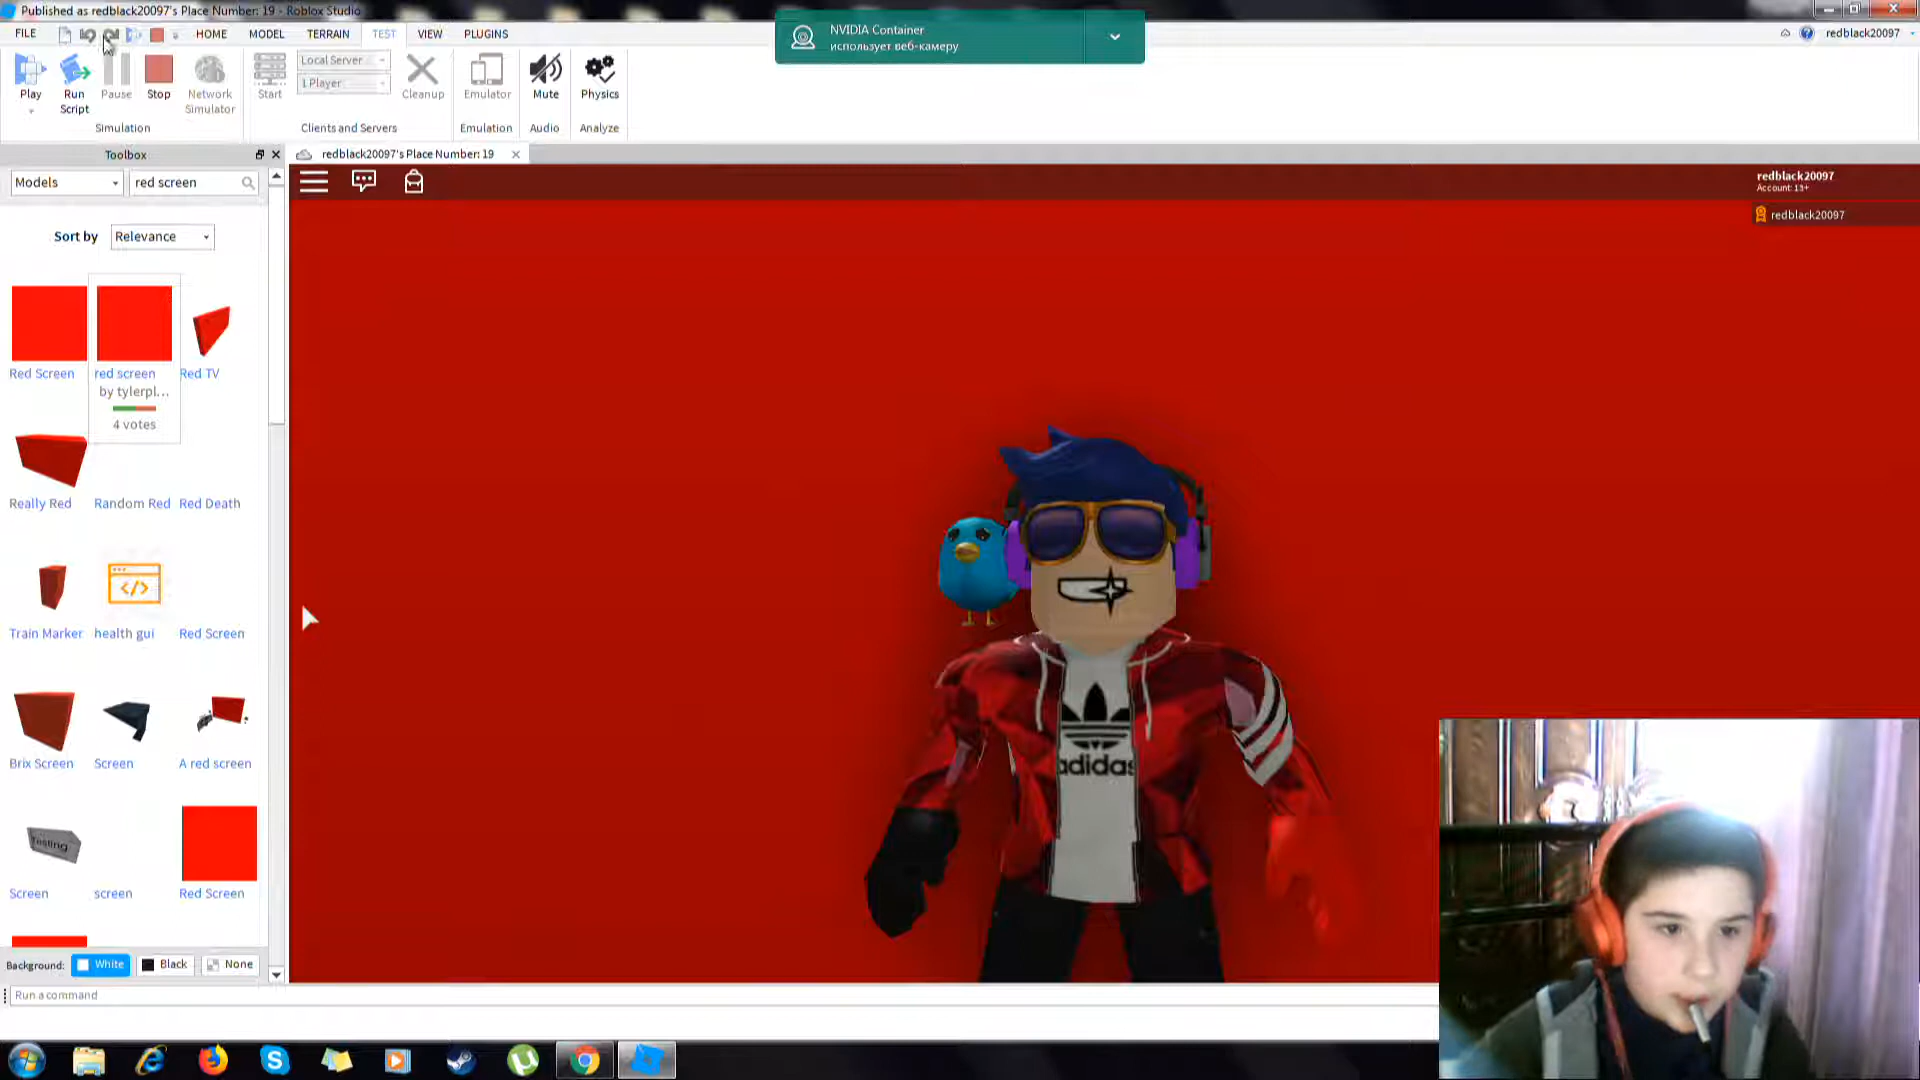 Published as redblack20097's Place Number: 19 - Roblox Studio
FILE HOME MODEL TERRAIN TEST VIEW PLUGINS
redblack20097
NVIDIA Container
использует веб-камеру
Play
Run Script
Pause
Stop
Network Simulator
Simulation
Start
Local Server
1 Player
Cleanup
Clients and Servers
Emulator
Emulation
Mute
Audio
Physics
Analyze
Toolbox
redblack20097's Place Number: 19
Models
red screen
Sort by Relevance
Red Screen
red screen
by tylerpl...
4 votes
Red TV
Really Red
Random Red
Red Death
Train Marker
health gui
Red Screen
Brix Screen
Screen
A red screen
Testing
Screen
screen
Red Screen
Background: White Black None
Run a command
redblack20097
Account: 13+
redblack20097
adidas